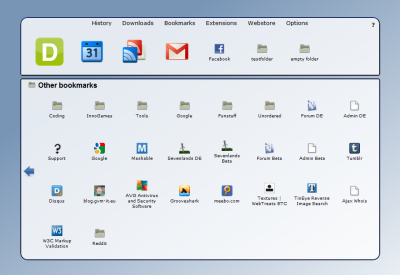 History Downloads Bookmarks Extensions Webstore Options ?
D 31 Facebook testfolder empty folder
Other bookmarks
Coding InnoGames Tools Google Funstuff Unordered Forum DE Admin DE
?
Support Google Mashable Sevenlands DE Sevenlands Beta Forum Beta Admin Beta Tumblr
Disqus blog.gvm-it.eu AVG Antivirus and Security Software Grooveshark meebo.com Textures | WebTreats ETC TinEye Reverse Image Search Ajax Whois
W3C Markup Validation Reddit